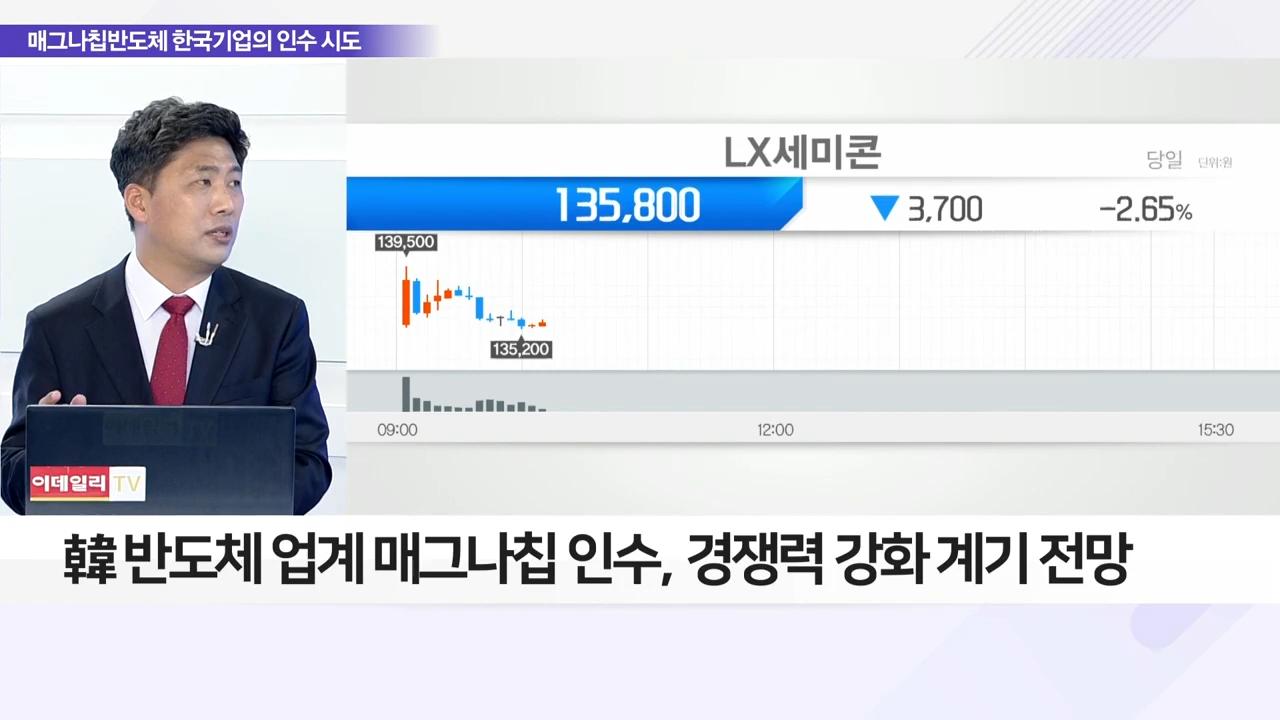 매그나칩반도체 한국기업의 인수 시도
LX세미콘
당일 단위:원
135,800 ▼ 3,700 -2.65%
139,500
135,200
09:00 12:00 15:30
이데일리 TV
韓 반도체 업계 매그나칩 인수, 경쟁력 강화 계기 전망